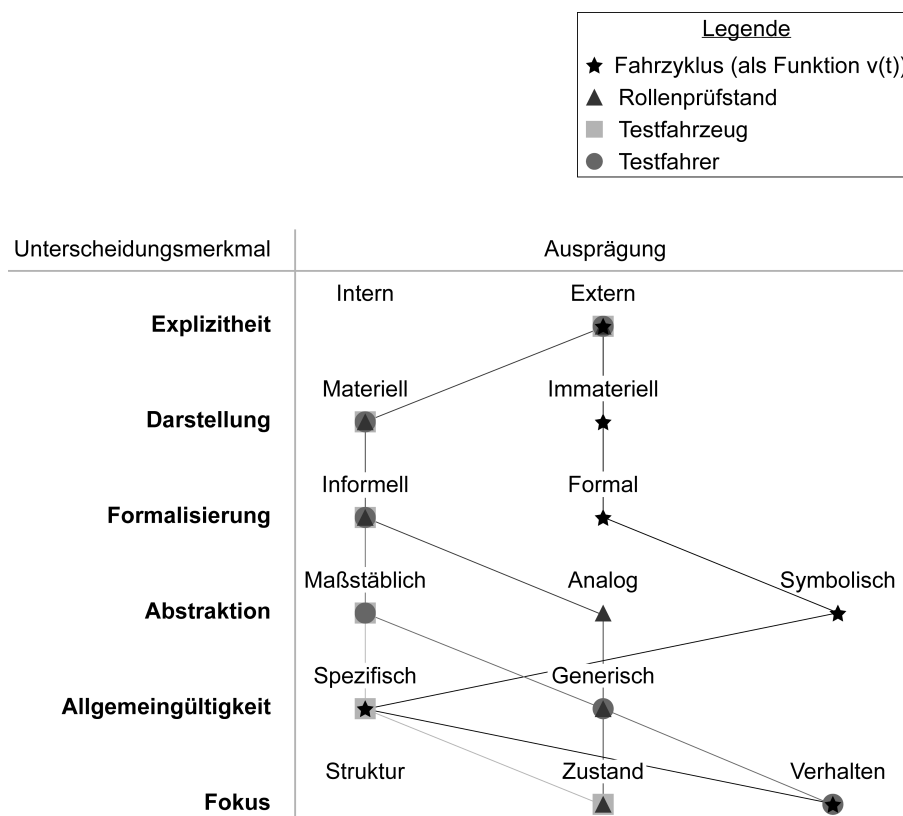 Legende
Fahrzyklus (als Funktion v(t))
Rollenprüfstand
Testfahrzeug
Testfahrer
Unterscheidungsmerkmal Ausprägung
Intern Extern
Explizitheit
Materiell Immateriell
Darstellung
Informell Formal
Formalisierung
Maßstäblich Analog Symbolisch
Abstraktion
Spezifisch Generisch
Allgemeingültigkeit
Struktur Zustand Verhalten
Fokus